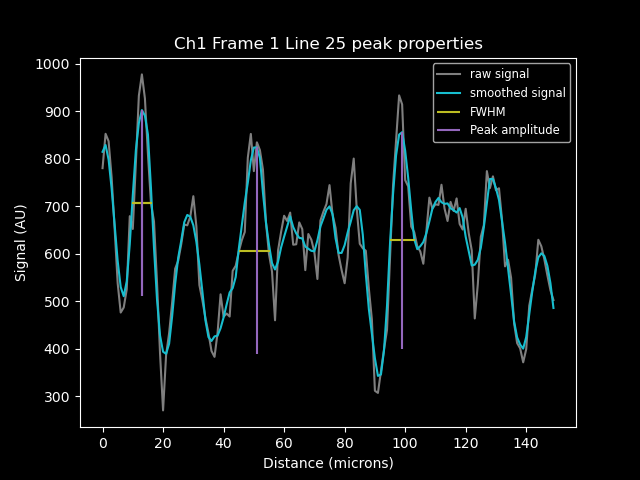 Ch1 Frame 1 Line 25 peak properties
raw signal
smoothed signal
FWHM
Peak amplitude
1000
900
800
700
600
500
400
300
Signal (AU)
0 20 40 60 80 100 120 140
Distance (microns)